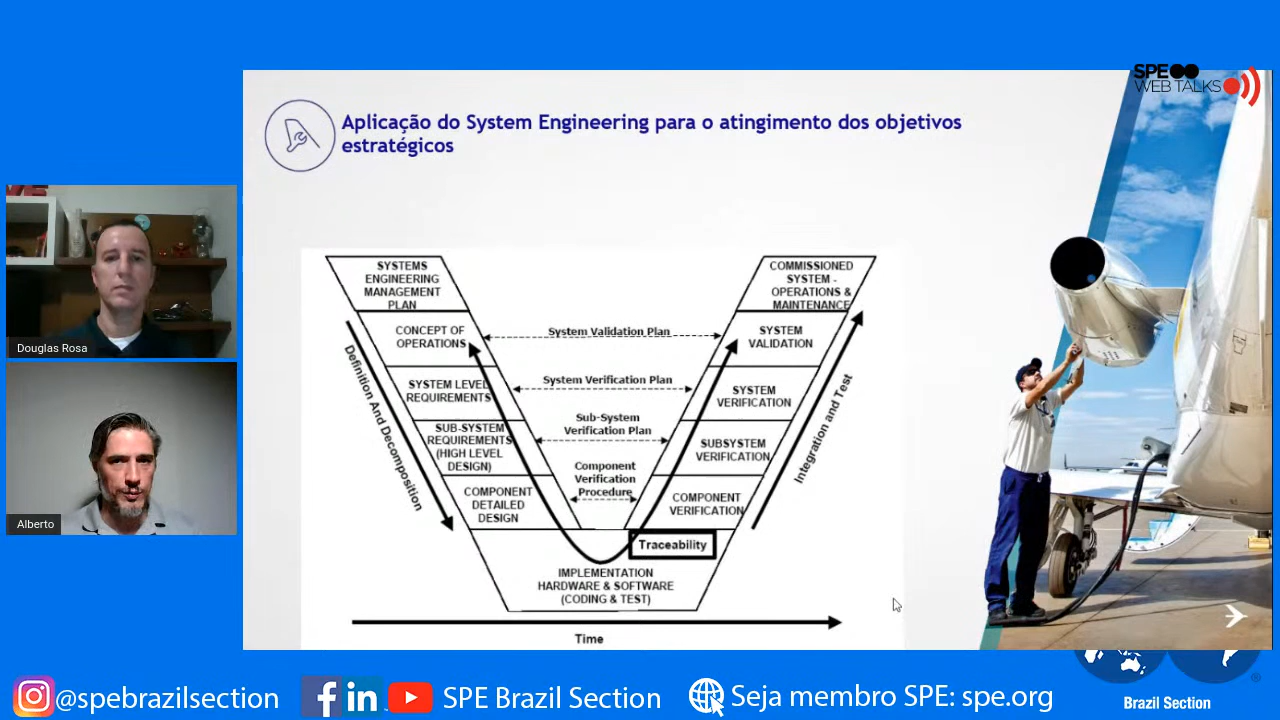 SPE
WEB TALKS
Aplicação do System Engineering para o atingimento dos objetivos
estratégicos
SYSTEMS
ENGINEERING
MANAGEMENT
PLAN
COMMISSIONED
SYSTEM -
OPERATIONS &
MAINTENANCE
CONCEPT OF
OPERATIONS
System Validation Plan
SYSTEM
VALIDATION
SYSTEM LEVEL
REQUIREMENTS
System Verification Plan
SYSTEM
VERIFICATION
SUB-SYSTEM
REQUIREMENTS
(HIGH LEVEL
DESIGN)
Sub-System
Verification Plan
SUBSYSTEM
VERIFICATION
COMPONENT
DETAILED
DESIGN
Component
Verification
Procedure
COMPONENT
VERIFICATION
Definition And Decomposition
Integration and Test
Traceability
IMPLEMENTATION
HARDWARE & SOFTWARE
(CODING & TEST)
Time
Douglas Rosa
Alberto
@spebrazilsection
SPE Brazil Section
Seja membro SPE: spe.org
Brazil Section